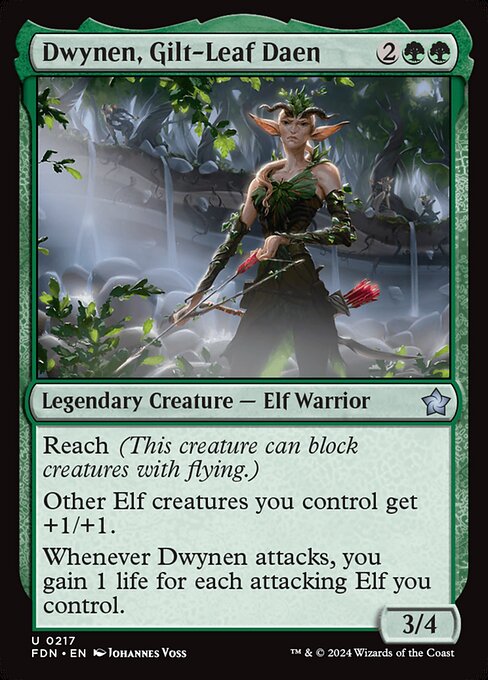 Dwynen, Gilt-Leaf Daen 2
Legendary Creature — Elf Warrior
Reach (This creature can block
creatures with flying.)
Other Elf creatures you control get
+1/+1.
Whenever Dwynen attacks, you
gain 1 life for each attacking Elf you
control.
3/4
U 0217
FDN • EN Johannes Voss
™ & © 2024 Wizards of the Coast